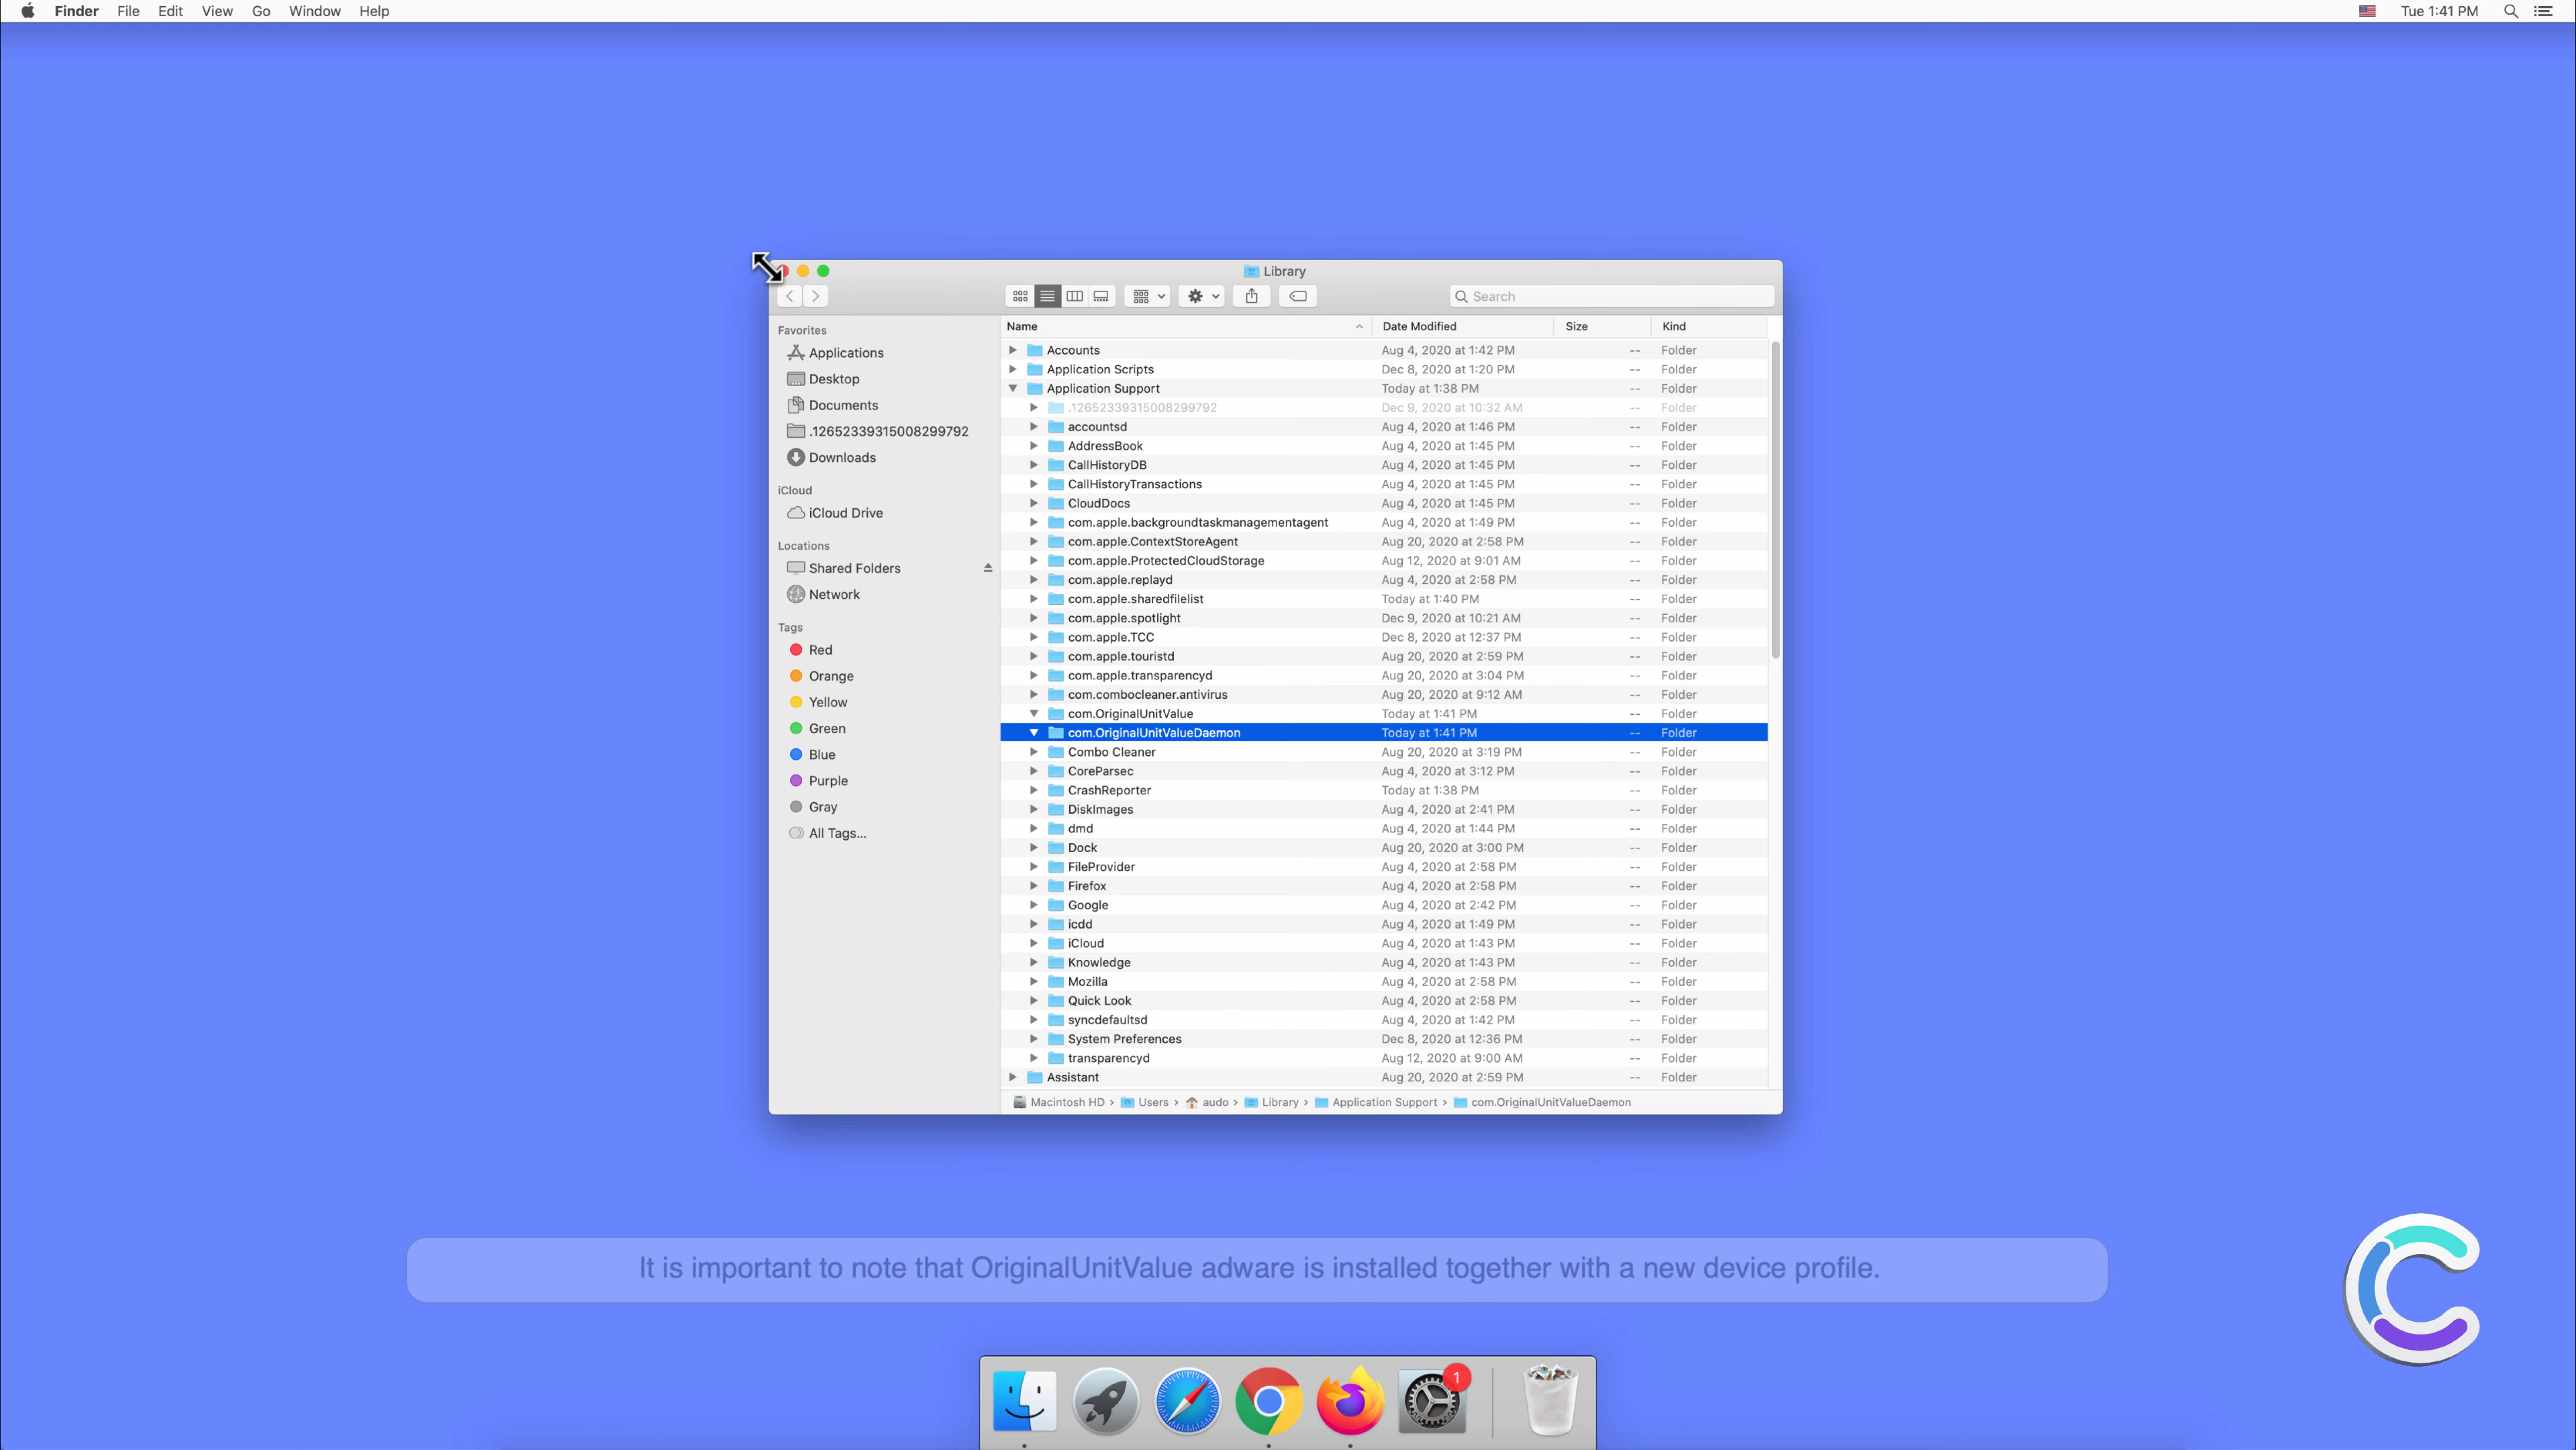 Finder File Edit View Go Window Help Tue 1:41 PM
Library
Search
Favorites
Applications
Desktop
Documents
.12652339315008299792
Downloads
iCloud
iCloud Drive
Locations
Shared Folders
Network
Tags
Red
Orange
Yellow
Green
Blue
Purple
Gray
All Tags...
Name Date Modified Size Kind
Accounts Aug 4, 2020 at 1:42 PM -- Folder
Application Scripts Dec 8, 2020 at 1:20 PM -- Folder
Application Support Today at 1:38 PM -- Folder
.12652339315008299792 Dec 9, 2020 at 10:32 AM -- Folder
accountsd Aug 4, 2020 at 1:46 PM -- Folder
AddressBook Aug 4, 2020 at 1:45 PM -- Folder
CallHistoryDB Aug 4, 2020 at 1:45 PM -- Folder
CallHistoryTransactions Aug 4, 2020 at 1:45 PM -- Folder
CloudDocs Aug 4, 2020 at 1:45 PM -- Folder
com.apple.backgroundtaskmanagementagent Aug 4, 2020 at 1:49 PM -- Folder
com.apple.ContextStoreAgent Aug 20, 2020 at 2:58 PM -- Folder
com.apple.ProtectedCloudStorage Aug 12, 2020 at 9:01 AM -- Folder
com.apple.replayd Aug 4, 2020 at 2:58 PM -- Folder
com.apple.sharedfilelist Today at 1:40 PM -- Folder
com.apple.spotlight Dec 9, 2020 at 10:21 AM -- Folder
com.apple.TCC Dec 8, 2020 at 12:37 PM -- Folder
com.apple.touristd Aug 20, 2020 at 2:59 PM -- Folder
com.apple.transparencyd Aug 20, 2020 at 3:04 PM -- Folder
com.combocleaner.antivirus Aug 20, 2020 at 9:12 AM -- Folder
com.OriginalUnitValue Today at 1:41 PM -- Folder
com.OriginalUnitValueDaemon Today at 1:41 PM -- Folder
Combo Cleaner Aug 20, 2020 at 3:19 PM -- Folder
CoreParsec Aug 4, 2020 at 3:12 PM -- Folder
CrashReporter Today at 1:38 PM -- Folder
DiskImages Aug 4, 2020 at 2:41 PM -- Folder
dmd Aug 4, 2020 at 1:44 PM -- Folder
Dock Aug 20, 2020 at 3:00 PM -- Folder
FileProvider Aug 4, 2020 at 2:58 PM -- Folder
Firefox Aug 4, 2020 at 2:58 PM -- Folder
Google Aug 4, 2020 at 2:42 PM -- Folder
icdd Aug 4, 2020 at 1:49 PM -- Folder
iCloud Aug 4, 2020 at 1:43 PM -- Folder
Knowledge Aug 4, 2020 at 1:43 PM -- Folder
Mozilla Aug 4, 2020 at 2:58 PM -- Folder
Quick Look Aug 4, 2020 at 2:58 PM -- Folder
syncdefaultsd Aug 4, 2020 at 1:42 PM -- Folder
System Preferences Dec 8, 2020 at 12:36 PM -- Folder
transparencyd Aug 12, 2020 at 9:00 AM -- Folder
Assistant Aug 20, 2020 at 2:59 PM -- Folder
Macintosh HD › Users › audo › Library › Application Support › com.OriginalUnitValueDaemon
It is important to note that OriginalUnitValue adware is installed together with a new device profile.
1